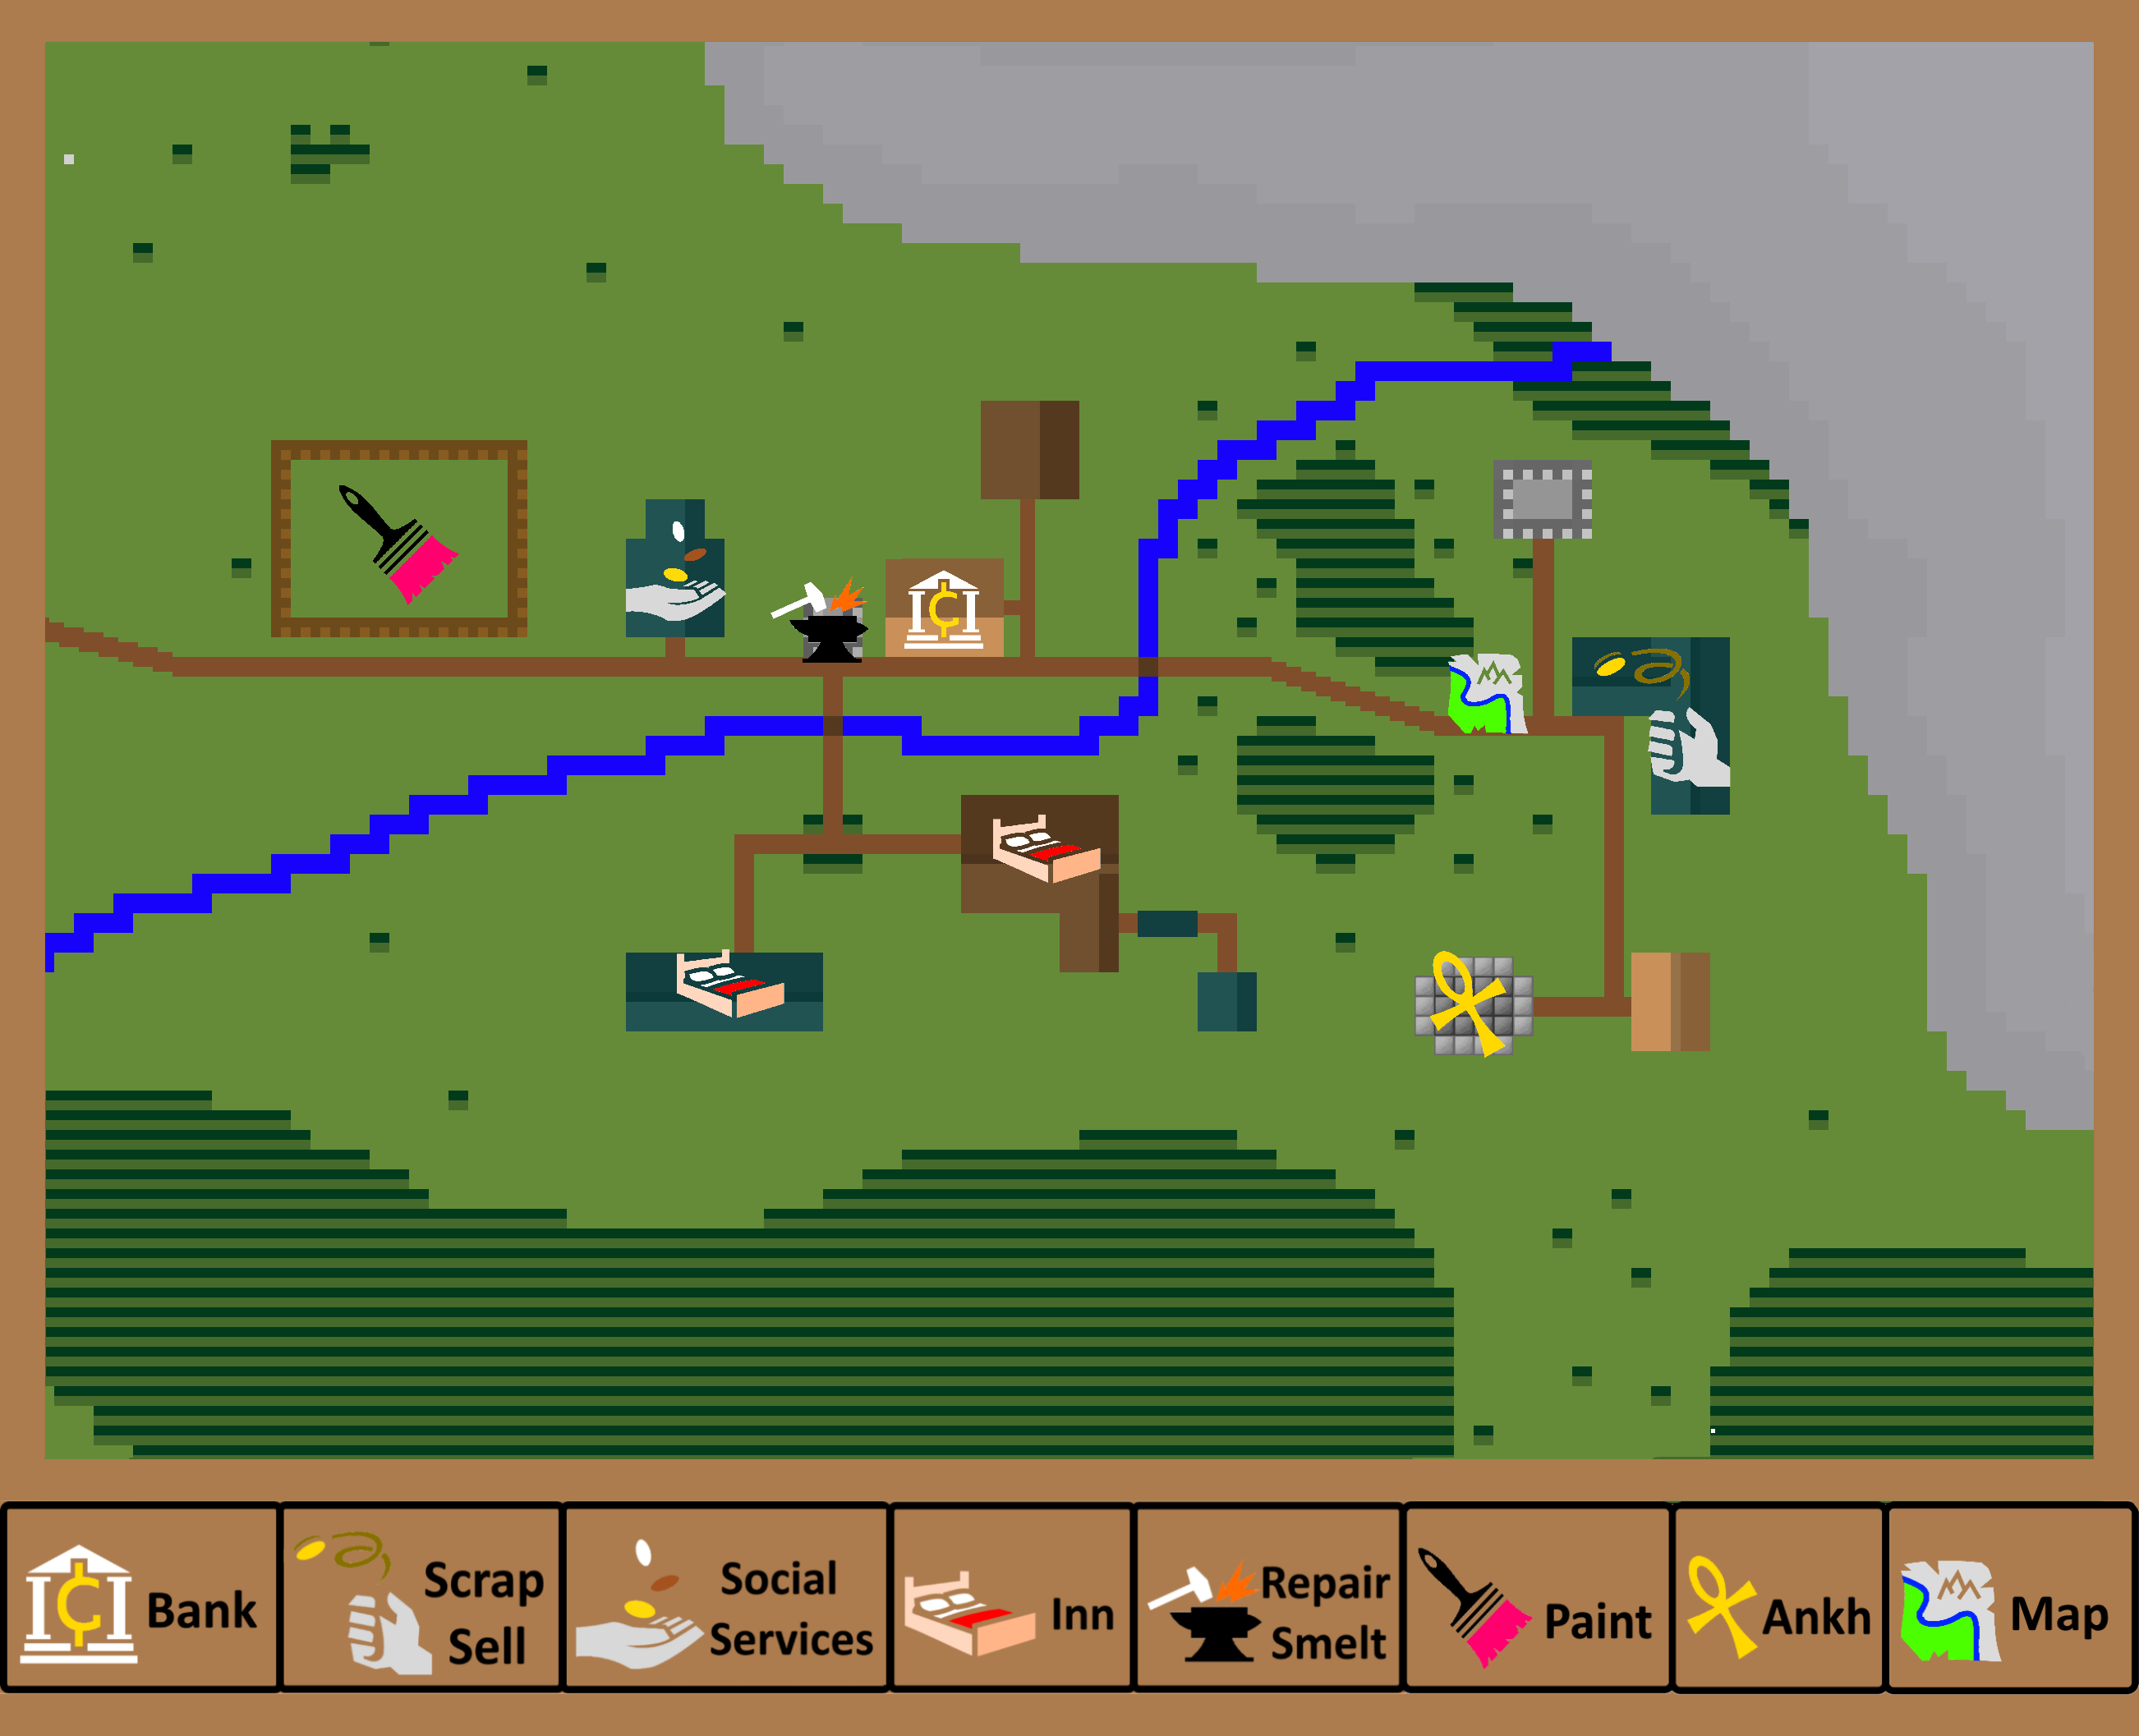 Bank
Scrap
Sell
Social
Services
Inn
Repair
Smelt
Paint
Ankh
Map